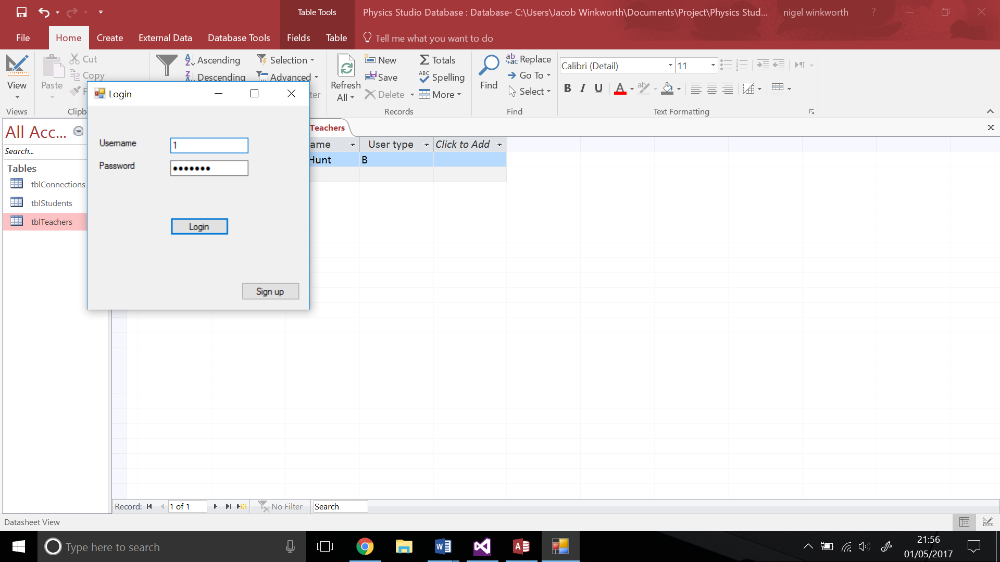 Table Tools
Physics Studio Database : Database- C:\Users\Jacob Winkworth\Documents\Project\Physics Stud...
nigel winkworth
?
File
Home
Create
External Data
Database Tools
Fields
Table
Tell me what you want to do
View
Paste
Cut
Copy
Ascending
Descending
Selection
Advanced
Refresh
All
New
Save
Delete
Totals
Spelling
More
Find
Replace
Go To
Select
Calibri (Detail)
11
B I U
Views
Records
Find
Text Formatting
Login
Username
1
Password
•••••••
Login
Sign up
All Acc...
Search...
Tables
tblConnections
tblStudents
tblTeachers
Teachers
ame
User type
Click to Add
Hunt
B
Record:
1 of 1
No Filter
Search
Datasheet View
Type here to search
21:56
01/05/2017